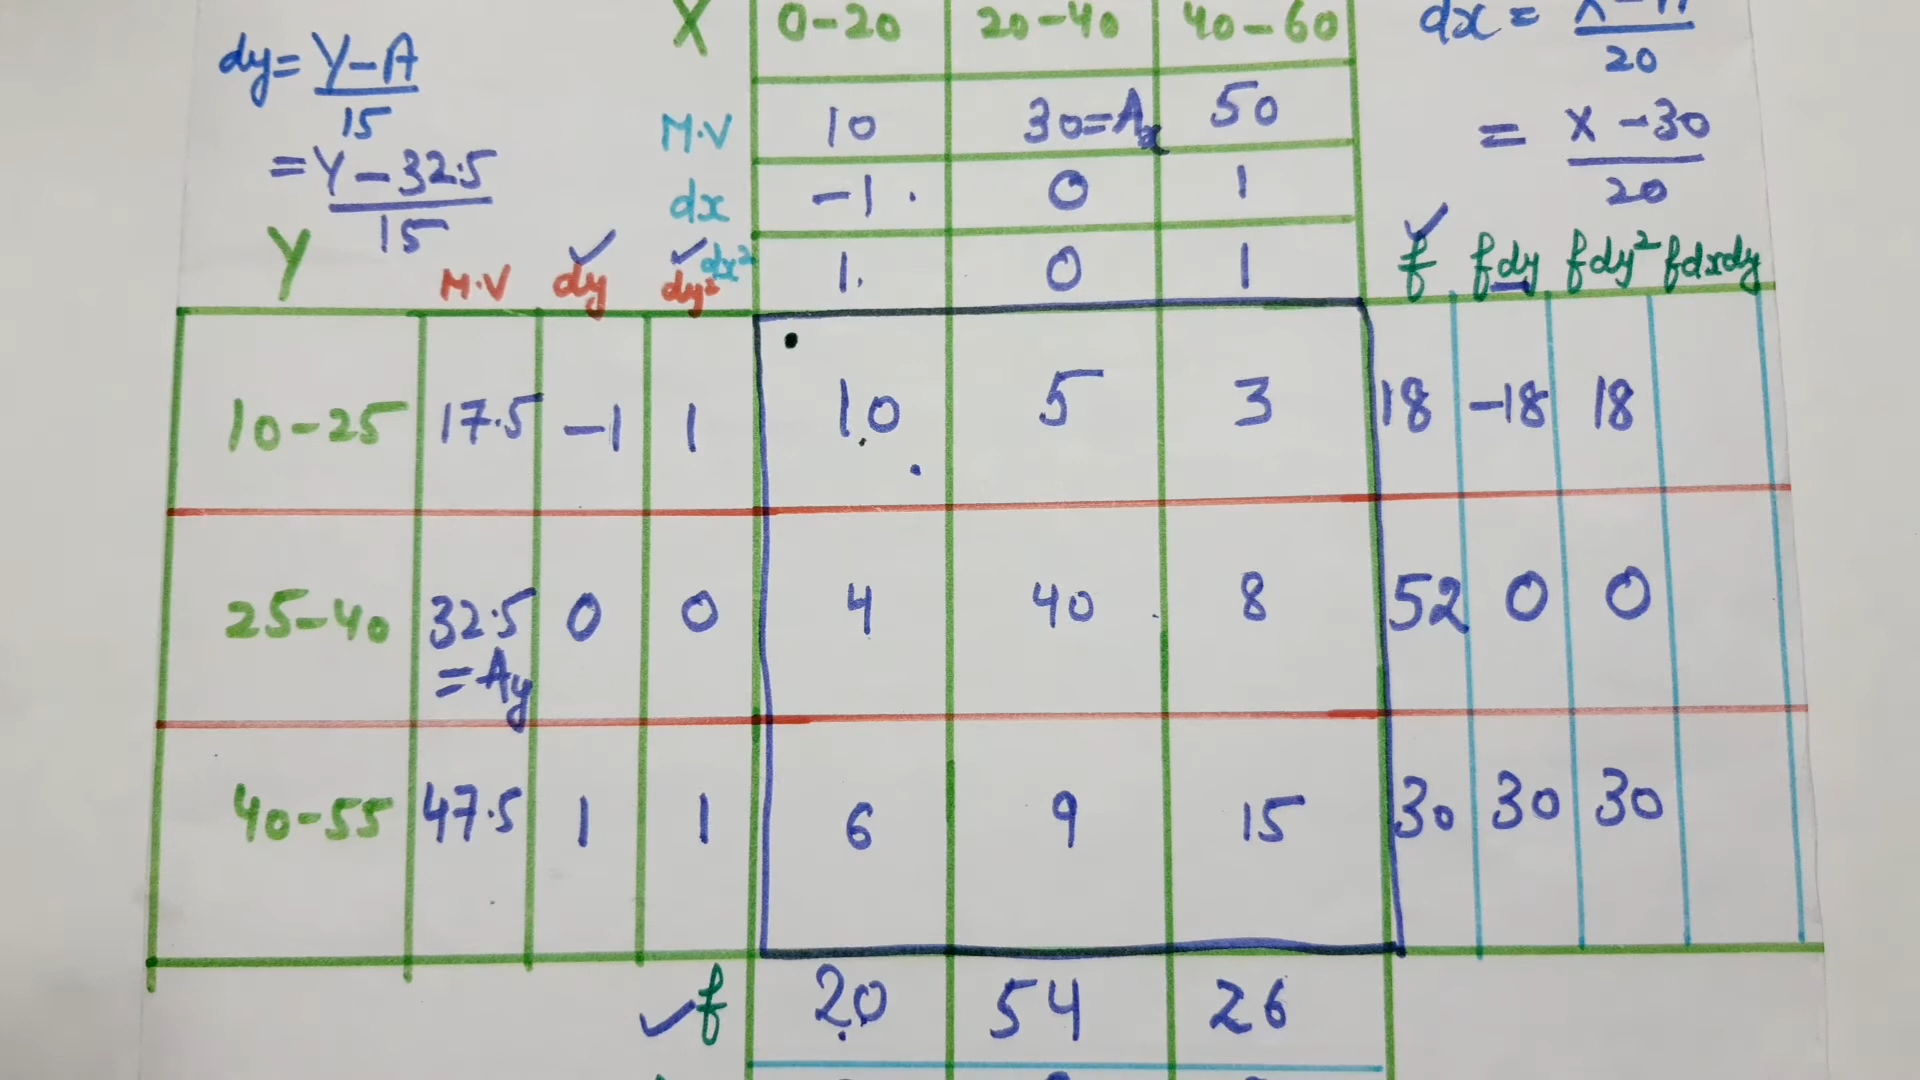 X 0-20 20-40 40-60
dy = Y-A / 15
= Y-32.5 / 15
dx = X-A / 20
= X-30 / 20
M.V 10 30=Ax 50
dx -1 0 1
dx² 1 0 1
Y M.V dy dy² f fdy fdy² fdxdy
10-25 17.5 -1 1 10 5 3 18 -18 18
25-40 32.5 0 0 4 40 8 52 0 0
= Ay
40-55 47.5 1 1 6 9 15 30 30 30
f 20 54 26